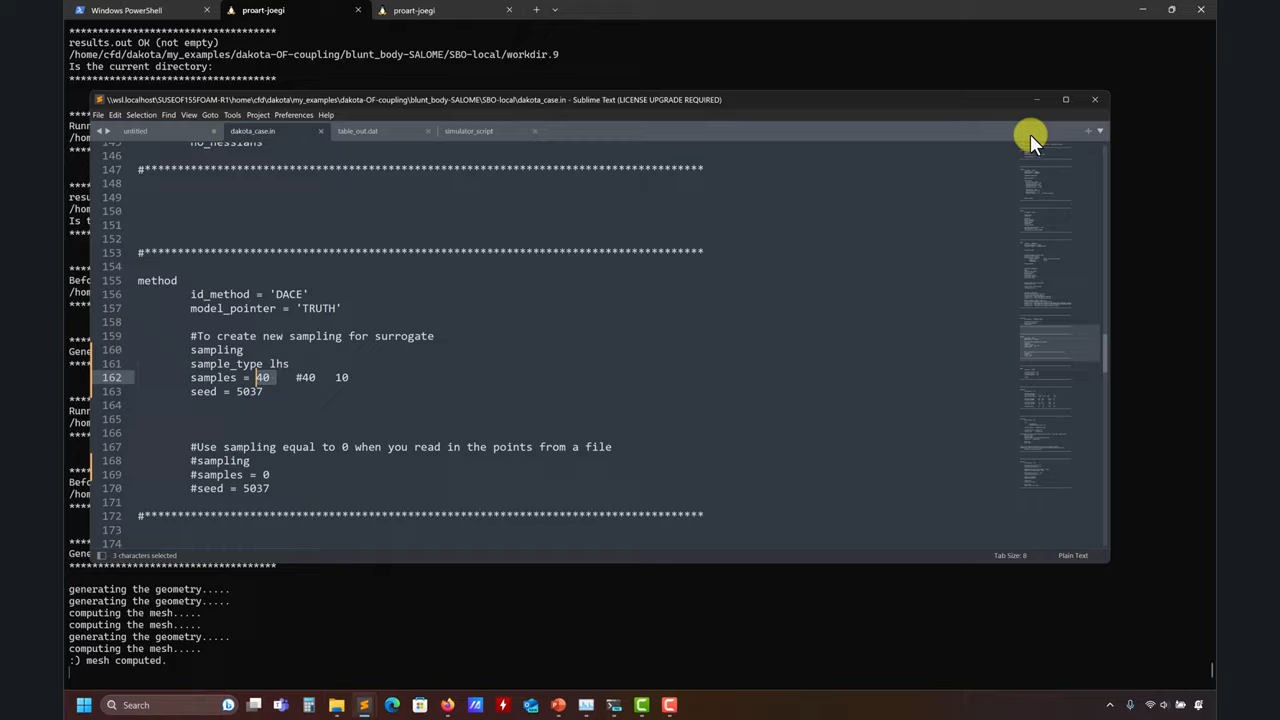 Windows PowerShell
proart-joegi
proart-joegi
***********************************
results.out OK (not empty)
/home/cfd/dakota/my_examples/dakota-OF-coupling/blunt_body-SALOME/SBO-local/workdir.9
Is the current directory:
***********************************
\\wsl.localhost\SUSEOF155FOAM-R1\home\cfd\dakota\my_examples\dakota-OF-coupling\blunt_body-SALOME\SBO-local\dakota_case.in - Sublime Text (LICENSE UPGRADE REQUIRED)
File Edit Selection Find View Goto Tools Project Preferences Help
untitled
dakota_case.in
table_out.dat
simulator_script
no_hessians
146
147 #*************************************************************************************
148
149
150
151
152
153 #*************************************************************************************
154
155 method
156 id_method = 'DACE'
157 model_pointer = 'TRUTH'
158
159 #To create new sampling for surrogate
160 sampling
161 sample_type lhs
162 samples = 40 #40 10
163 seed = 5037
164
165
166
167 #Use sampling equal to 0 when you read in the points from a file
168 #sampling
169 #samples = 0
170 #seed = 5037
171
172 #*************************************************************************************
173
174
3 characters selected
Tab Size: 8
Plain Text
***********************************
generating the geometry.....
generating the geometry.....
computing the mesh.....
computing the mesh.....
generating the geometry.....
computing the mesh.....
:) mesh computed.
Search